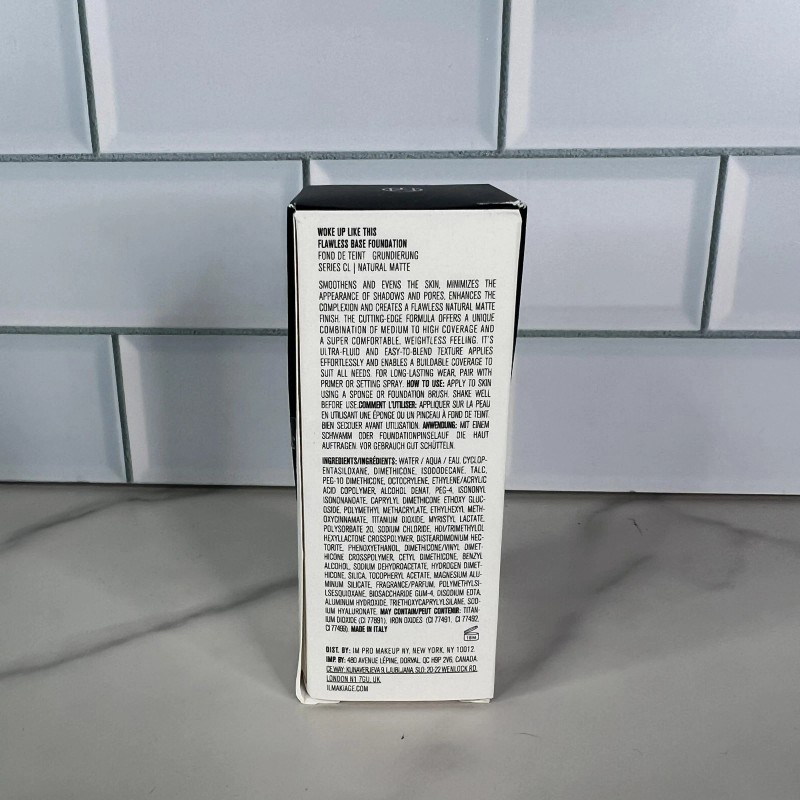 WOKE UP LIKE THIS
FLAWLESS BASE FOUNDATION
FOND DE TEINT GRUNDIERUNG
SERIES CL | NATURAL MATTE
SMOOTHENS AND EVENS THE SKIN, MINIMIZES THE
APPEARANCE OF SHADOWS AND PORES, ENHANCES THE
COMPLEXION AND CREATES A FLAWLESS NATURAL MATTE
FINISH. THE CUTTING-EDGE FORMULA OFFERS A UNIQUE
COMBINATION OF MEDIUM TO HIGH COVERAGE AND
A SUPER COMFORTABLE, WEIGHTLESS FEELING. IT'S
ULTRA-FLUID AND EASY-TO-BLEND TEXTURE APPLIES
EFFORTLESSLY AND ENABLES A BUILDABLE COVERAGE TO
SUIT ALL NEEDS. FOR LONG-LASTING WEAR, PAIR WITH
PRIMER OR SETTING SPRAY. HOW TO USE: APPLY TO SKIN
USING A SPONGE OR FOUNDATION BRUSH. SHAKE WELL
BEFORE USE.COMMENT L'UTILISER: APPLIQUER SUR LA PEAU
EN UTILISANT UNE ÉPONGE OU UN PINCEAU À FOND DE TEINT.
BIEN SECOUER AVANT UTILISATION. ANWENDUNG: MIT EINEM
SCHWAMM ODER FOUNDATIONPINSELAUF DIE HAUT
AUFTRAGEN. VOR GEBRAUCH GUT SCHÜTTELN.
INGREDIENTS/INGRÉDIENTS: WATER / AQUA / EAU, CYCLOP-
ENTASILOXANE, DIMETHICONE, ISODODECANE, TALC,
PEG-10 DIMETHICONE, OCTOCRYLENE, ETHYLENE/ACRYLIC
ACID COPOLYMER, ALCOHOL DENAT, PEG-4, ISONONYL
ISONONANOATE, CAPRYLYL DIMETHICONE ETHOXY GLUC-
OSIDE, POLYMETHYL METHACRYLATE, ETHYLHEXYL METH-
OXYCINNAMATE, TITANIUM DIOXIDE, MYRISTYL LACTATE,
POLYSORBATE 20, SODIUM CHLORIDE, HDI/TRIMETHYLOL
HEXYLLACTONE CROSSPOLYMER, DISTEARDIMONIUM HEC-
TORITE, PHENOXYETHANOL, DIMETHICONE/VINYL DIMET-
HICONE CROSSPOLYMER, CETYL DIMETHICONE, BENZYL
ALCOHOL, SODIUM DEHYDROACETATE, HYDROGEN DIMET-
HICONE, SILICA, TOCOPHERYL ACETATE, MAGNESIUM ALU-
MINUM SILICATE, FRAGRANCE/PARFUM, POLYMETHYLSI-
LSESQUIOXANE, BIOSACCHARIDE GUM-4, DISODIUM EDTA,
ALUMINUM HYDROXIDE, TRIETHOXYCAPRYLYLSILANE, SOD-
IUM HYALURONATE. MAY CONTAIN/PEUT CONTENIR: TITAN-
IUM DIOXIDE (CI 77891), IRON OXIDES (CI 77491, CI 77492,
CI 77499). MADE IN ITALY
18M
DIST. BY: IM PRO MAKEUP NY, NEW YORK, NY 10012.
IMP. BY: 480 AVENUE LÉPINE, DORVAL, QC H9P 2V6, CANADA.
CE WAY: KUNAVERJEVA 9, LJUBLJANA, SLO; 20-22 WENLOCK RD,
LONDON N1 7GU, UK.
ILMAKIAGE.COM